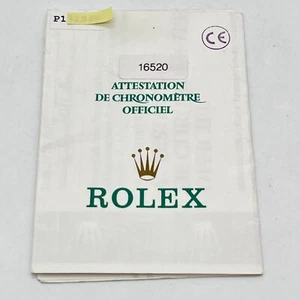 P1
CE
16520
ATTESTATION
DE CHRONOMÈTRE
OFFICIEL
ROLEX